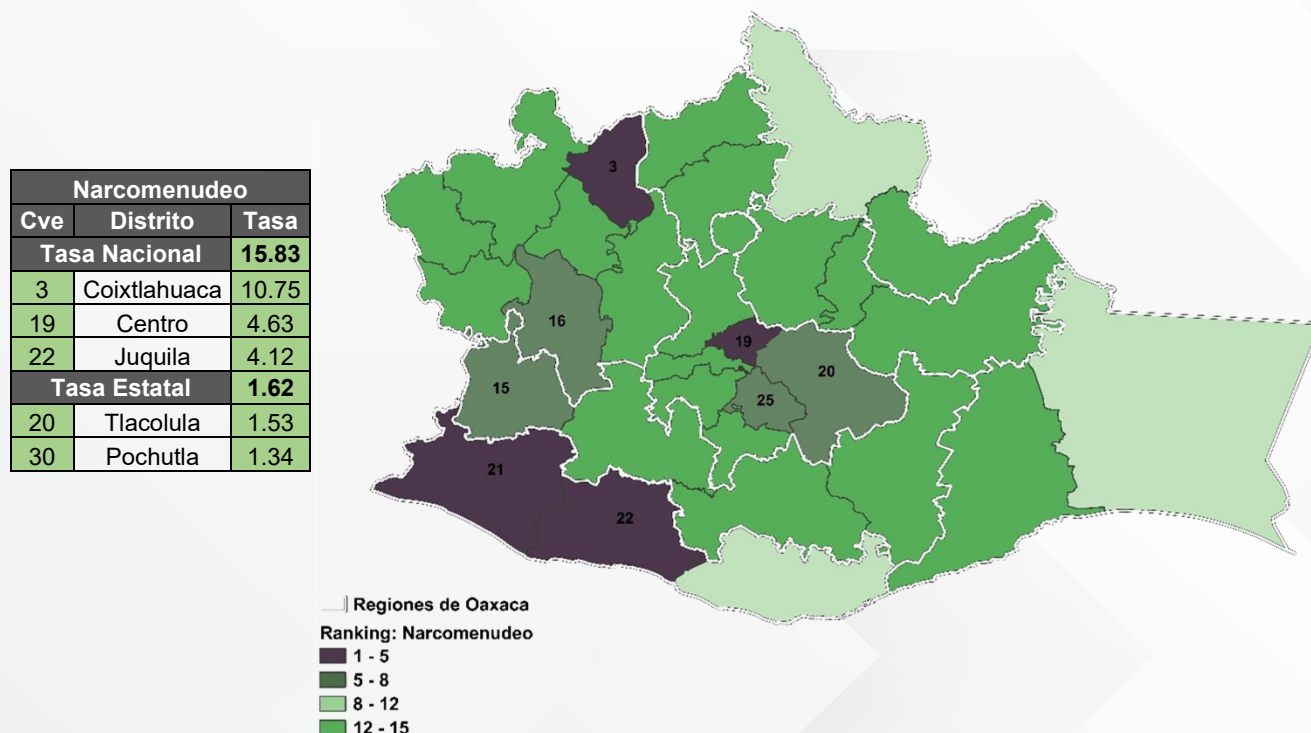 Narcomenudeo
Cve Distrito Tasa
Tasa Nacional 15.83
3 Coixtlahuaca 10.75
19 Centro 4.63
22 Juquila 4.12
Tasa Estatal 1.62
20 Tlacolula 1.53
30 Pochutla 1.34
3
16
19
20
15
25
21
22
Regiones de Oaxaca
Ranking: Narcomenudeo
1 - 5
5 - 8
8 - 12
12 - 15